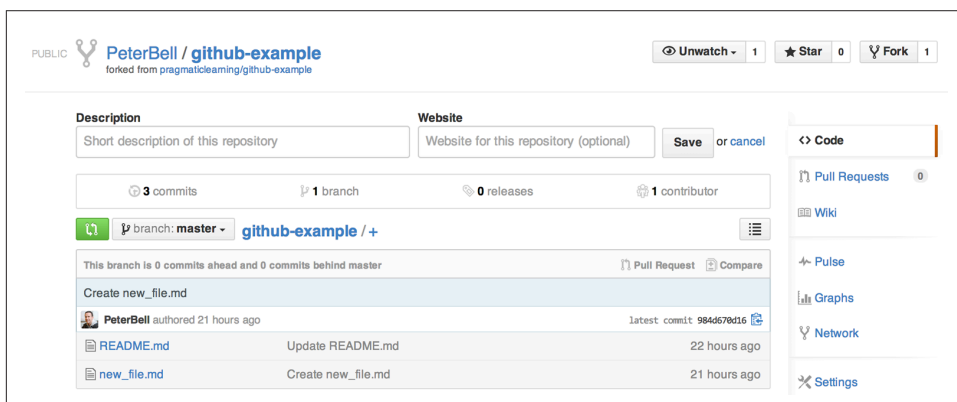 PUBLIC PeterBell / github-example Unwatch 1 Star 0 Fork 1
forked from pragmaticlearning/github-example
Description Website
Short description of this repository Website for this repository (optional) Save or cancel
<> Code
3 commits 1 branch 0 releases 1 contributor
Pull Requests 0
Wiki
branch: master github-example / +
This branch is 0 commits ahead and 0 commits behind master Pull Request Compare
Pulse
Create new_file.md
Graphs
PeterBell authored 21 hours ago latest commit 984d670d16
Network
README.md Update README.md 22 hours ago
new_file.md Create new_file.md 21 hours ago
Settings